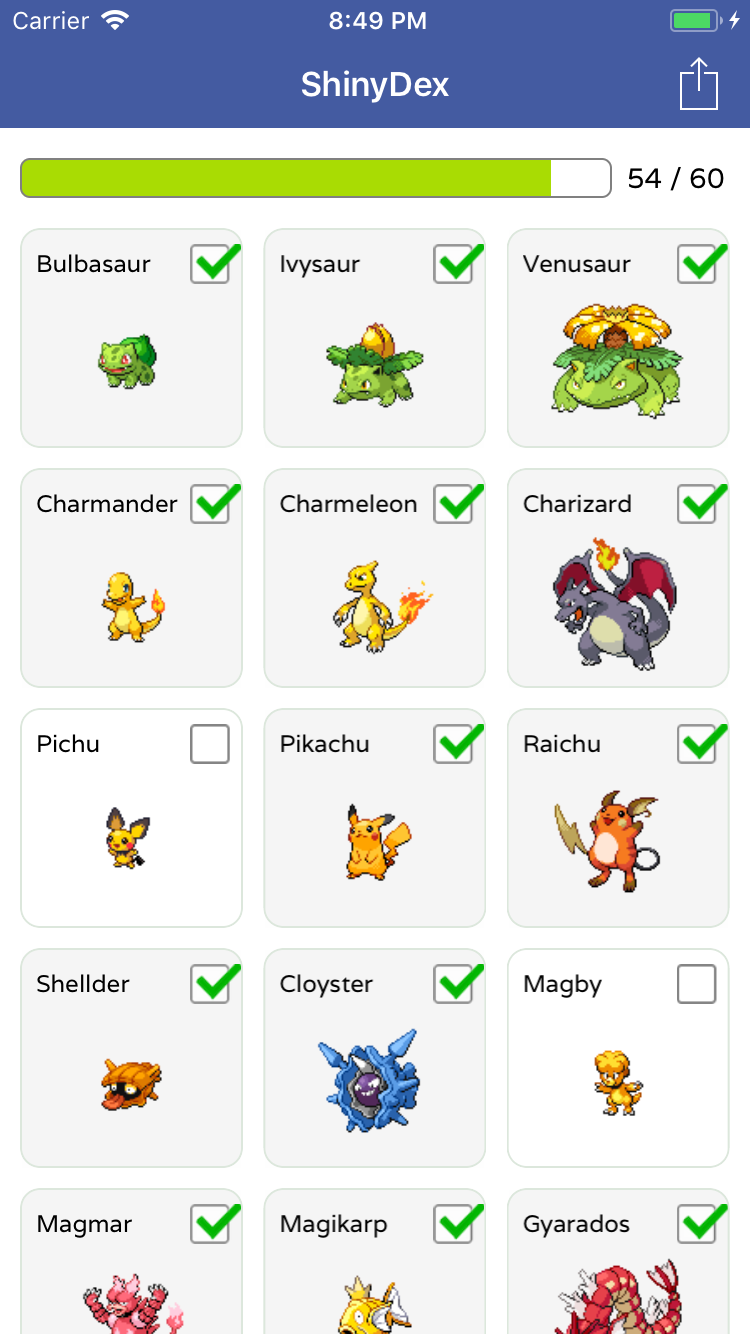 Carrier 8:49 PM
ShinyDex
54 / 60
Bulbasaur Ivysaur Venusaur
Charmander Charmeleon Charizard
Pichu Pikachu Raichu
Shellder Cloyster Magby
Magmar Magikarp Gyarados